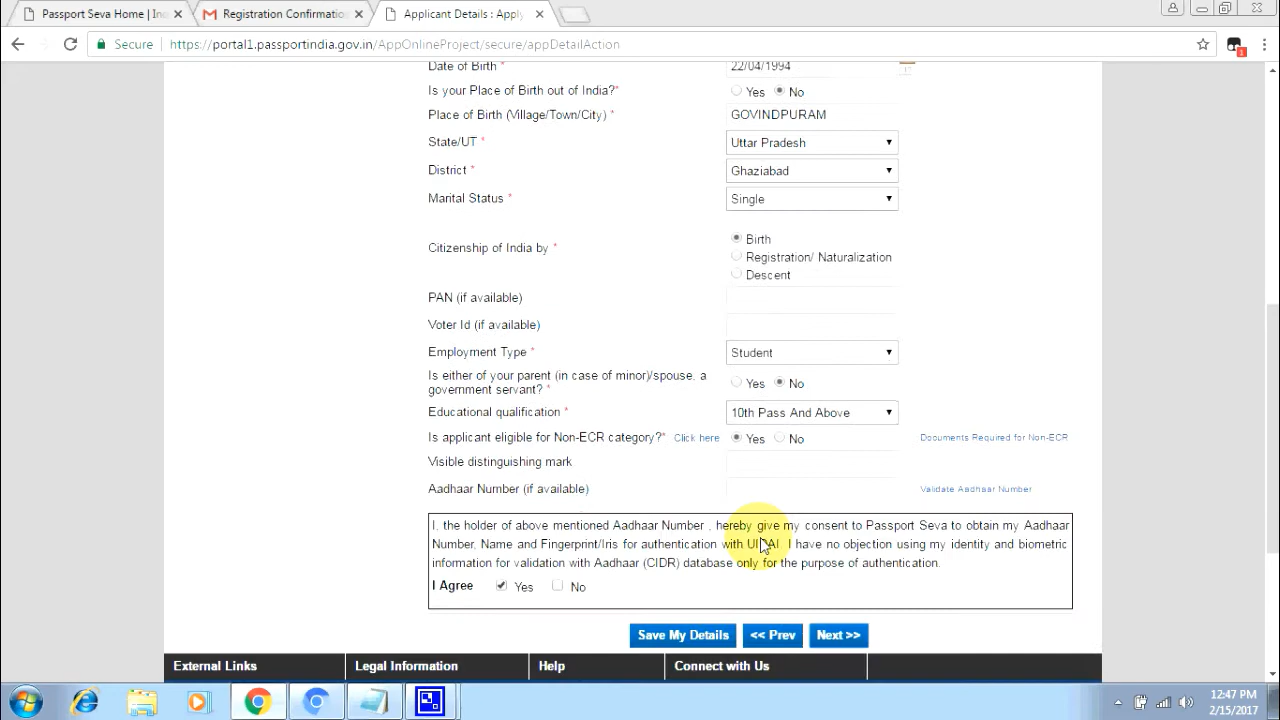 Passport Seva Home | In
Registration Confirmatio
Applicant Details : Apply
Secure https://portal1.passportindia.gov.in/AppOnlineProject/secure/appDetailAction
Date of Birth * 22/04/1994
Is your Place of Birth out of India?* Yes No
Place of Birth (Village/Town/City) * GOVINDPURAM
State/UT * Uttar Pradesh
District * Ghaziabad
Marital Status * Single
Citizenship of India by * Birth
Registration/ Naturalization
Descent
PAN (if available)
Voter Id (if available)
Employment Type * Student
Is either of your parent (in case of minor)/spouse, a
government servant? * Yes No
Educational qualification * 10th Pass And Above
Is applicant eligible for Non-ECR category?* Click here Yes No Documents Required for Non-ECR
Visible distinguishing mark
Aadhaar Number (if available) Validate Aadhaar Number
I, the holder of above mentioned Aadhaar Number , hereby give my consent to Passport Seva to obtain my Aadhaar
Number, Name and Fingerprint/Iris for authentication with I have no objection using my identity and biometric
information for validation with Aadhaar (CIDR) database only for the purpose of authentication.
I Agree Yes No
Save My Details << Prev Next >>
External Links Legal Information Help Connect with Us
12:47 PM
2/15/2017